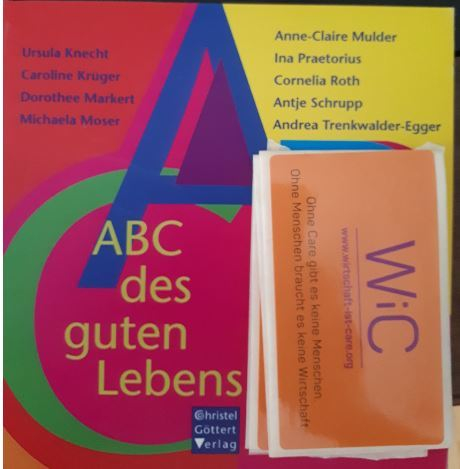 Ursula Knecht
Caroline Krüger
Dorothee Markert
Michaela Moser
Anne-Claire Mulder
Ina Praetorius
Cornelia Roth
Antje Schrupp
Andrea Trenkwalder-Egger
ABC
des
guten
Lebens
Christel
Göttert
Verlag
WiC
www.wirtschaft-ist-care.org
Ohne Care gibt es keine Menschen.
Ohne Menschen braucht es keine Wirtschaft